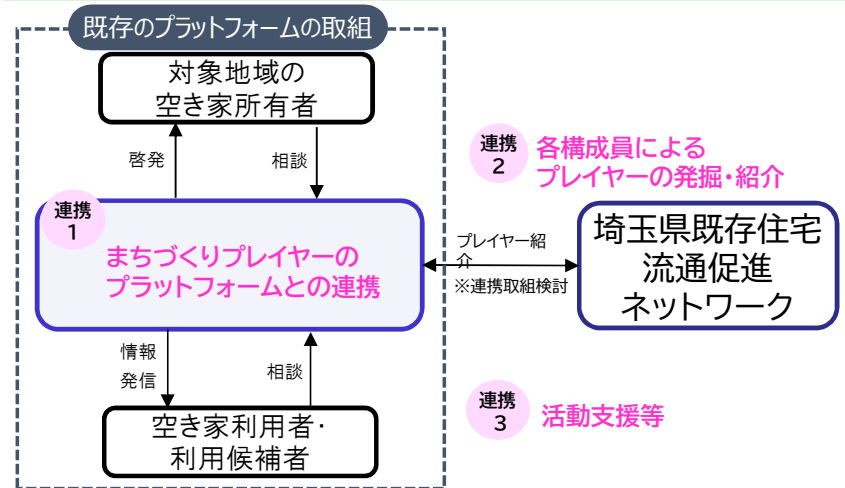 既存のプラットフォームの取組
対象地域の
空き家所有者
啓発
相談
連携
1
まちづくりプレイヤーの
プラットフォームとの連携
情報
発信
相談
空き家利用者・
利用候補者
連携
2
各構成員による
プレイヤーの発掘・紹介
プレイヤー紹
介
※連携取組検討
埼玉県既存住宅
流通促進
ネットワーク
連携
3
活動支援等